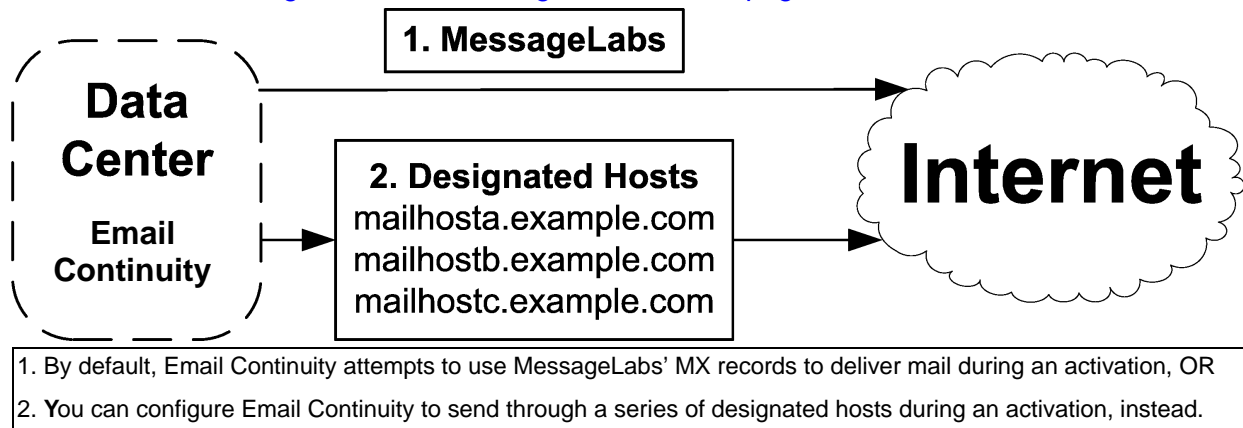 1. MessageLabs
Data
Center
Email
Continuity
2. Designated Hosts
mailhosta.example.com
mailhostb.example.com
mailhostc.example.com
Internet
1. By default, Email Continuity attempts to use MessageLabs’ MX records to deliver mail during an activation, OR
2. You can configure Email Continuity to send through a series of designated hosts during an activation, instead.